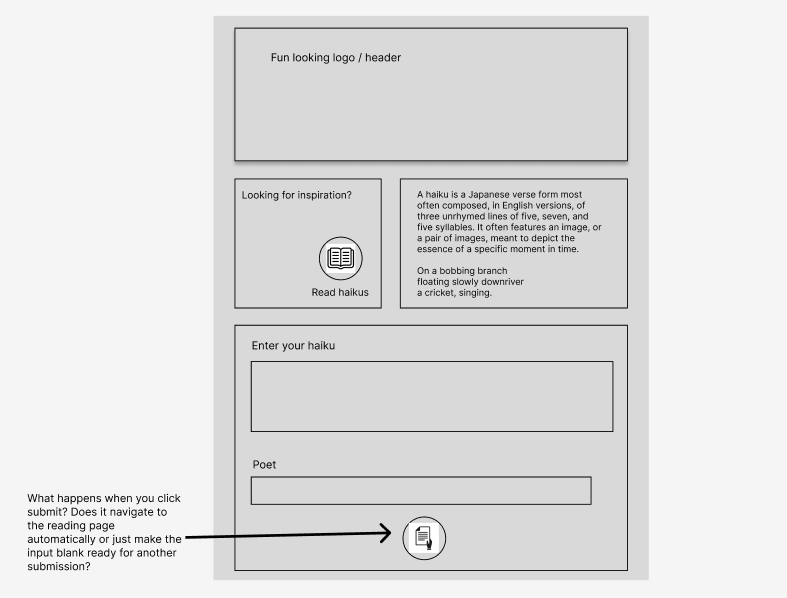 Fun looking logo / header
Looking for inspiration?
Read haikus
A haiku is a Japanese verse form most
often composed, in English versions, of
three unrhymed lines of five, seven, and
five syllables. It often features an image, or
a pair of images, meant to depict the
essence of a specific moment in time.
On a bobbing branch
floating slowly downriver
a cricket, singing.
Enter your haiku
Poet
What happens when you click
submit? Does it navigate to
the reading page
automatically or just make the
input blank ready for another
submission?